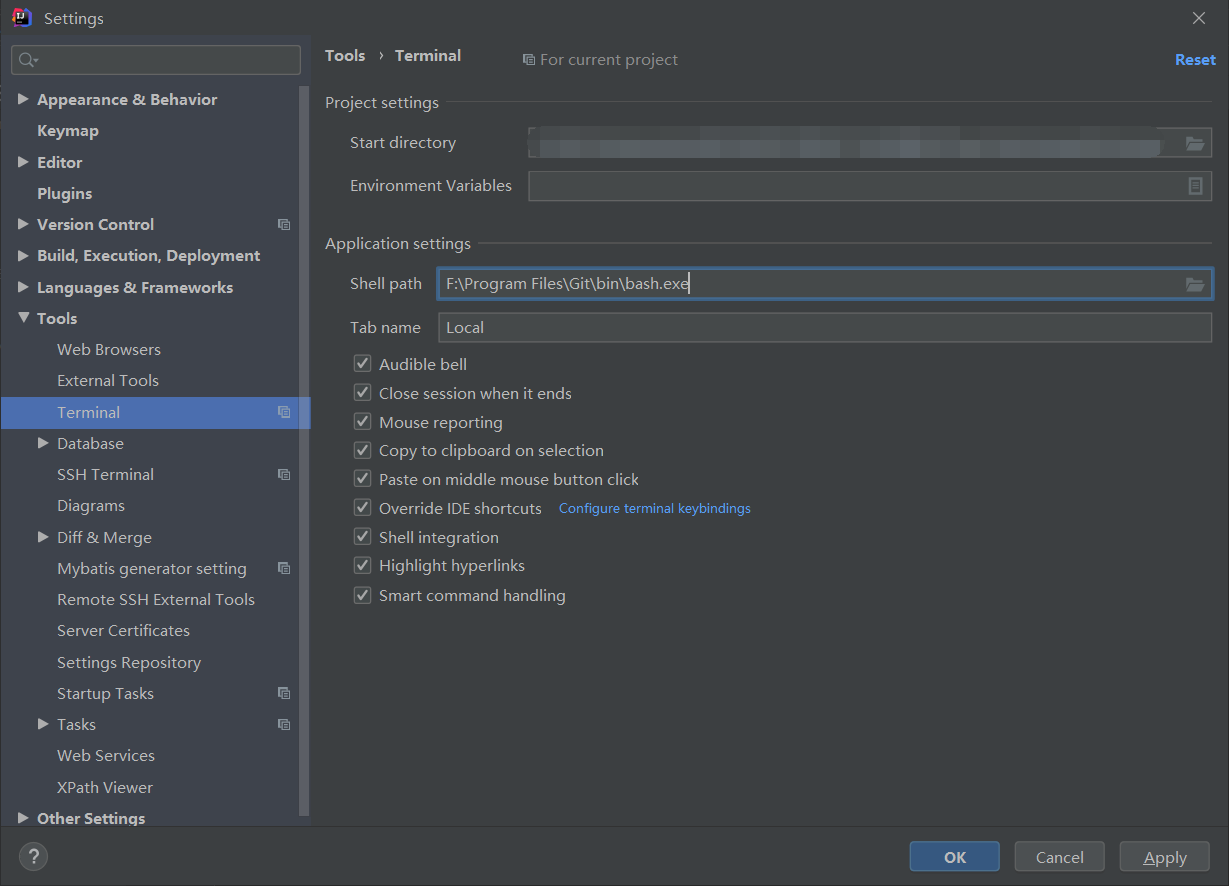 Settings
Appearance & Behavior
Keymap
Editor
Plugins
Version Control
Build, Execution, Deployment
Languages & Frameworks
Tools
Web Browsers
External Tools
Terminal
Database
SSH Terminal
Diagrams
Diff & Merge
Mybatis generator setting
Remote SSH External Tools
Server Certificates
Settings Repository
Startup Tasks
Tasks
Web Services
XPath Viewer
Other Settings
Tools › Terminal For current project Reset
Project settings
Start directory
Environment Variables
Application settings
Shell path F:\Program Files\Git\bin\bash.exe
Tab name Local
Audible bell
Close session when it ends
Mouse reporting
Copy to clipboard on selection
Paste on middle mouse button click
Override IDE shortcuts Configure terminal keybindings
Shell integration
Highlight hyperlinks
Smart command handling
? OK Cancel Apply